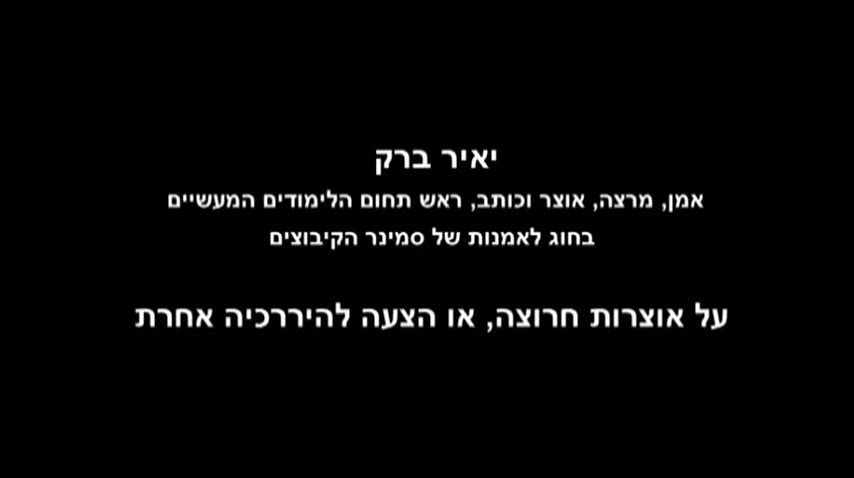 יאיר ברק
אמן, מרצה, אוצר וכותב, ראש תחום הלימודים המעשיים
בחוג לאמנות של סמינר הקיבוצים
על אוצרות חרוצה, או הצעה להיררכיה אחרת